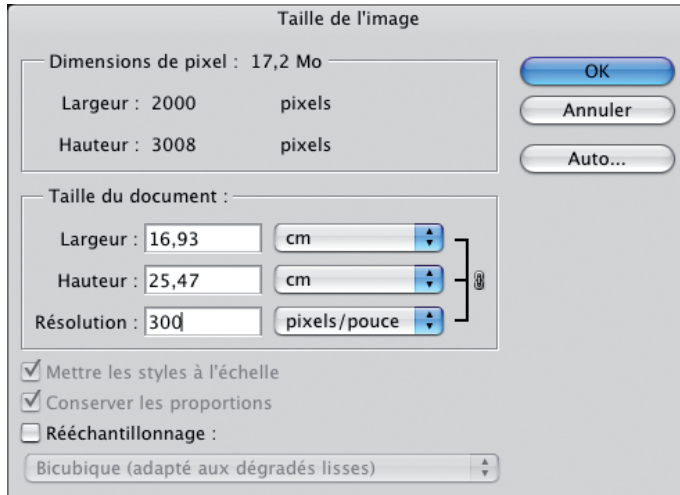 Taille de l'image
Dimensions de pixel : 17,2 Mo
Largeur : 2000 pixels
Hauteur : 3008 pixels
OK
Annuler
Auto...
Taille du document :
Largeur : 16,93 cm
Hauteur : 25,47 cm
Résolution : 300 pixels/pouce
Mettre les styles à l'échelle
Conserver les proportions
Rééchantillonnage :
Bicubique (adapté aux dégradés lisses)